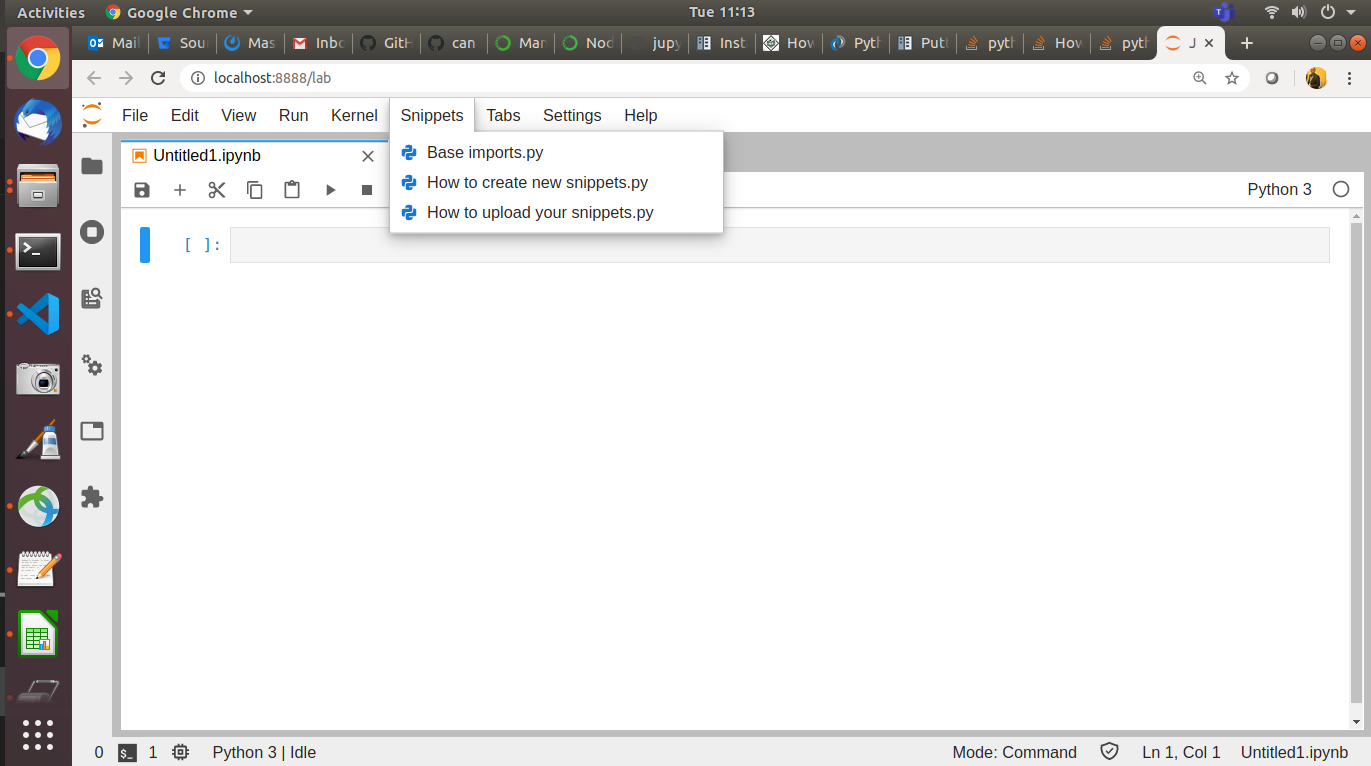 Activities Google Chrome Tue 11:13
Mail Sou Mas Inbo GitH can Man Nod jupy Inst How Pyth Putt pyth How pyth J
localhost:8888/lab
File Edit View Run Kernel Snippets Tabs Settings Help
Untitled1.ipynb
Base imports.py
How to create new snippets.py
How to upload your snippets.py
Python 3
[ ]:
0 $_ 1 Python 3 | Idle Mode: Command Ln 1, Col 1 Untitled1.ipynb